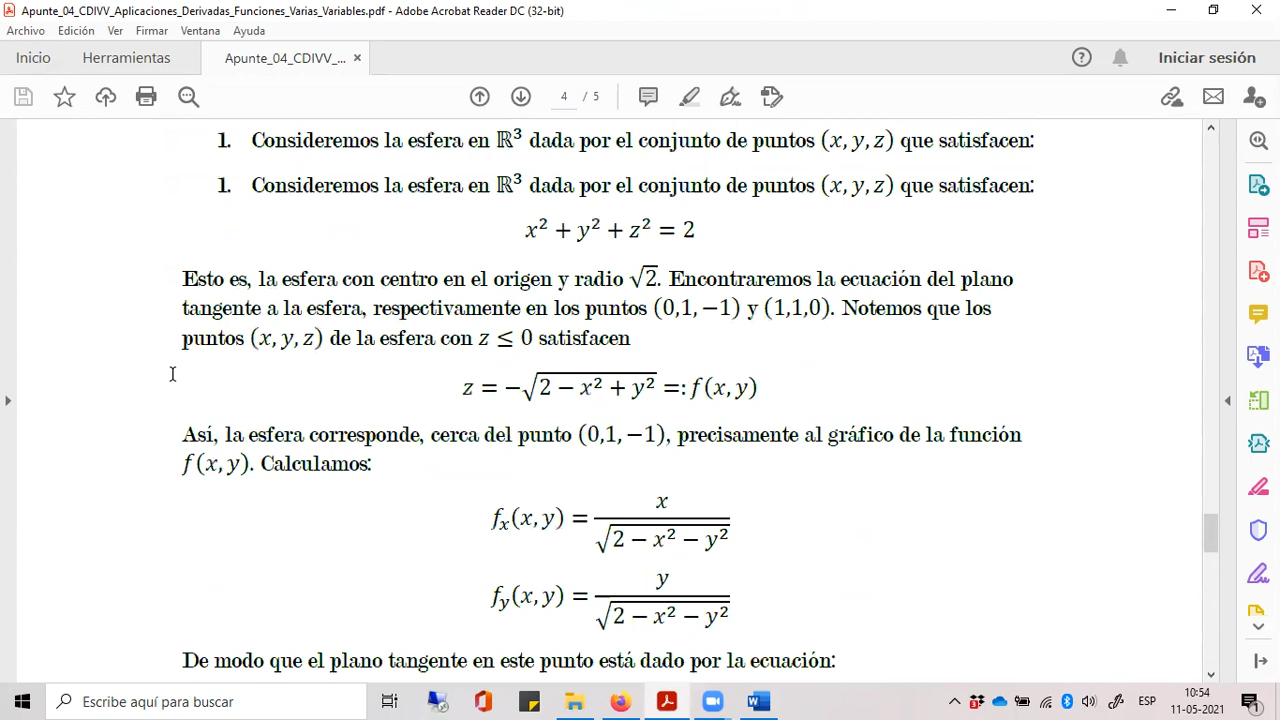 Apunte_04_CDIVV_Aplicaciones_Derivadas_Funciones_Varias_Variables.pdf - Adobe Acrobat Reader DC (32-bit)
Archivo Edición Ver Firmar Ventana Ayuda
Inicio Herramientas Apunte_04_CDIVV_... × Iniciar sesión
4 / 5
1. Consideremos la esfera en ℝ³ dada por el conjunto de puntos (x, y, z) que satisfacen:
1. Consideremos la esfera en ℝ³ dada por el conjunto de puntos (x, y, z) que satisfacen:
x² + y² + z² = 2
Esto es, la esfera con centro en el origen y radio √2. Encontraremos la ecuación del plano
tangente a la esfera, respectivamente en los puntos (0,1, −1) y (1,1,0). Notemos que los
puntos (x, y, z) de la esfera con z ≤ 0 satisfacen
z = −√(2 − x² + y²) =: f(x, y)
Así, la esfera corresponde, cerca del punto (0,1, −1), precisamente al gráfico de la función
f(x, y). Calculamos:
fₓ(x, y) = x / √(2 − x² − y²)
f_y(x, y) = y / √(2 − x² − y²)
De modo que el plano tangente en este punto está dado por la ecuación:
Escribe aquí para buscar
ESP
10:54
11-05-2021